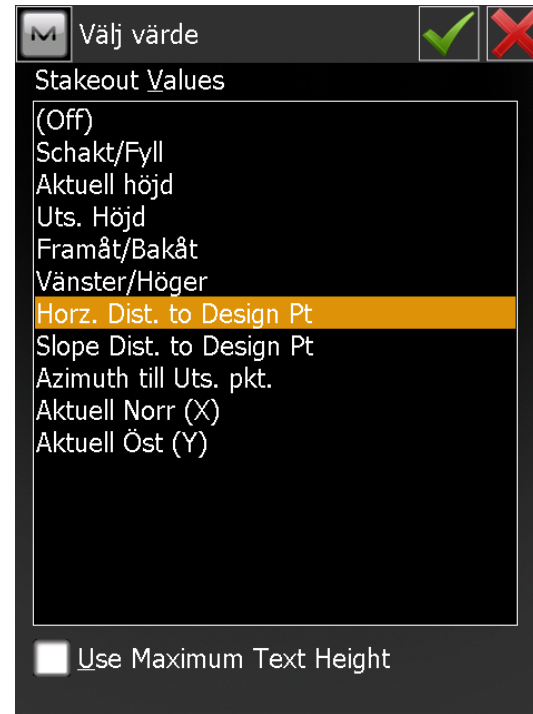 Välj värde
Stakeout Values
(Off)
Schakt/Fyll
Aktuell höjd
Uts. Höjd
Framåt/Bakåt
Vänster/Höger
Horz. Dist. to Design Pt
Slope Dist. to Design Pt
Azimuth till Uts. pkt.
Aktuell Norr (X)
Aktuell Öst (Y)
Use Maximum Text Height